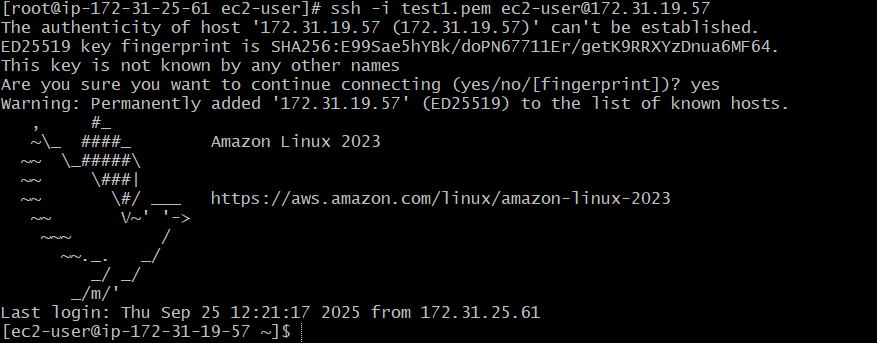 [root@ip-172-31-25-61 ec2-user]# ssh -i test1.pem ec2-user@172.31.19.57
The authenticity of host '172.31.19.57 (172.31.19.57)' can't be established.
ED25519 key fingerprint is SHA256:E99Sae5hYBk/doPN67711Er/getK9RRXYzDnua6MF64.
This key is not known by any other names
Are you sure you want to continue connecting (yes/no/[fingerprint])? yes
Warning: Permanently added '172.31.19.57' (ED25519) to the list of known hosts.
   ,     #_
   ~\_  ####_        Amazon Linux 2023
  ~~  \_#####\
  ~~     \###|
  ~~       \#/ ___   https://aws.amazon.com/linux/amazon-linux-2023
   ~~       V~' '->
    ~~~         /
      ~~._.   _/
         _/ _/
       _/m/'
Last login: Thu Sep 25 12:21:17 2025 from 172.31.25.61
[ec2-user@ip-172-31-19-57 ~]$